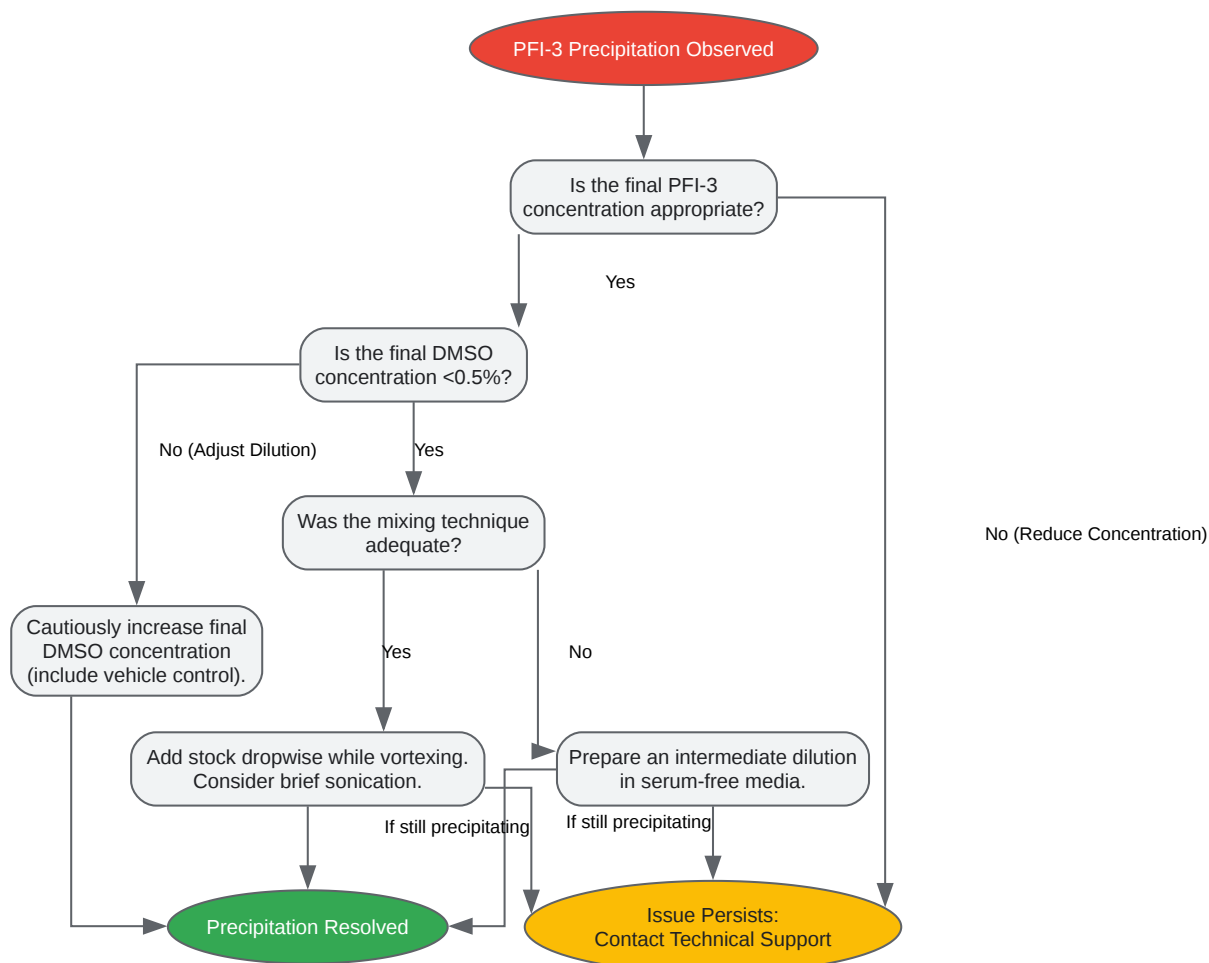 PFI-3 Precipitation Observed
Is the final PFI-3
concentration appropriate?
Yes
Is the final DMSO
concentration <0.5%?
No (Adjust Dilution)
Yes
Was the mixing technique
adequate?
No (Reduce Concentration)
Cautiously increase final
DMSO concentration
(include vehicle control).
Yes
No
Add stock dropwise while vortexing.
Consider brief sonication.
Prepare an intermediate dilution
in serum-free media.
If still precipitating
If still precipitating
Precipitation Resolved
Issue Persists:
Contact Technical Support